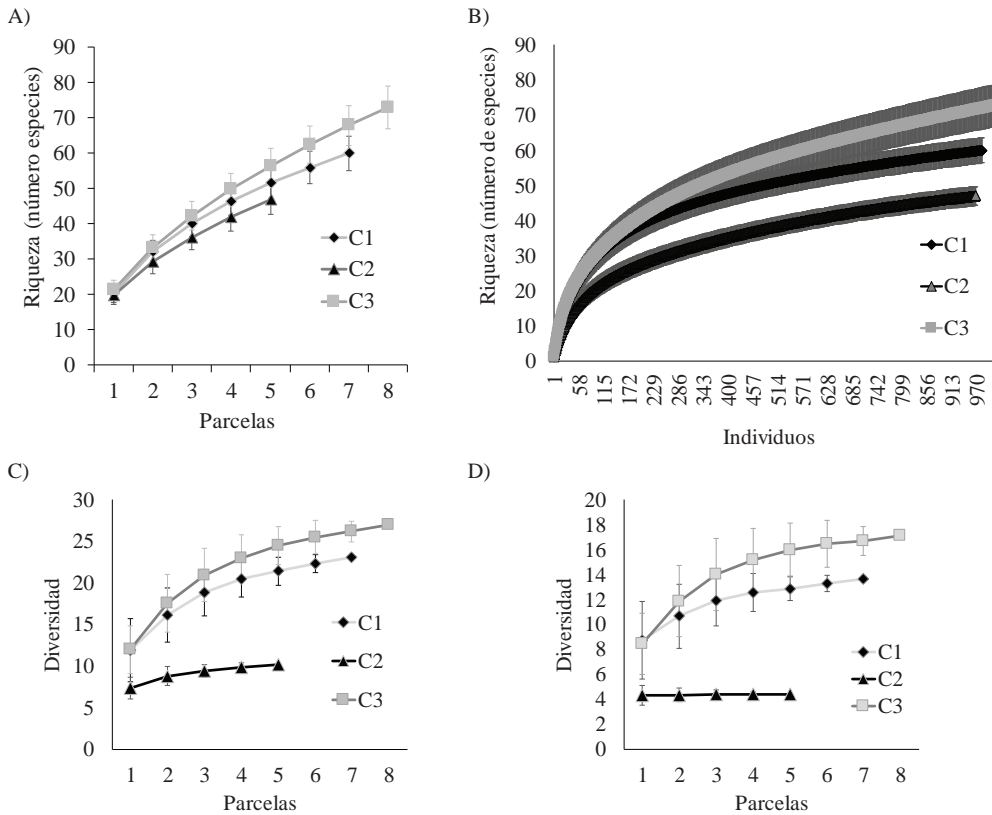 A)
Riqueza (número especies)
90
80
70
60
50
40
30
20
10
0
1 2 3 4 5 6 7 8
Parcelas
C1
C2
C3
B)
Riqueza (número de especies)
90
80
70
60
50
40
30
20
10
0
1 58 115 172 229 286 343 400 457 514 571 628 685 742 799 856 913 970
Individuos
C1
C2
C3
C)
Diversidad
30
25
20
15
10
5
0
1 2 3 4 5 6 7 8
Parcelas
C1
C2
C3
D)
Diversidad
20
18
16
14
12
10
8
6
4
2
0
1 2 3 4 5 6 7 8
Parcelas
C1
C2
C3